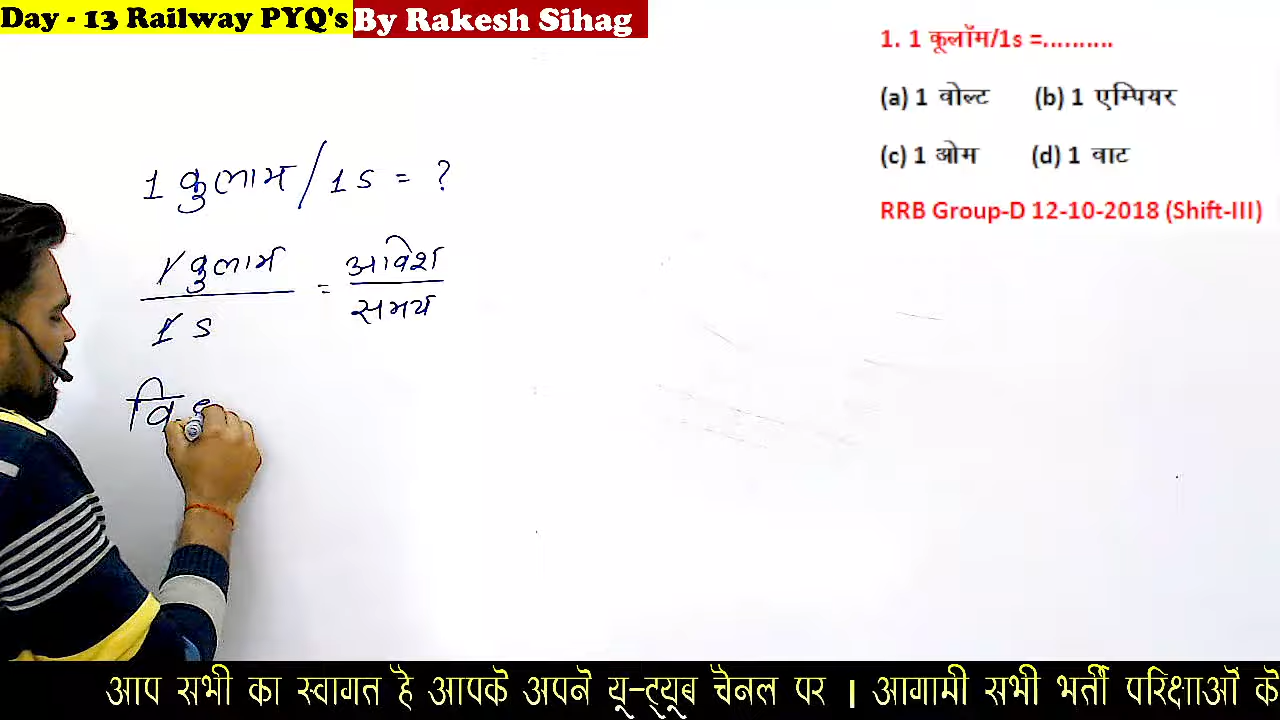 Day - 13 Railway PYQ's By Rakesh Sihag
1. 1 कूलॉम/1s =..........
(a) 1 वोल्ट (b) 1 एम्पियर
(c) 1 ओम (d) 1 वाट
RRB Group-D 12-10-2018 (Shift-III)
1 कुलाम / 1 s = ?
1 कुलाम = आवेश
1 s समय
वि
आप सभी का स्वागत है आपके अपने यू-ट्यूब चैनल पर । आगामी सभी भर्ती परिक्षाओं के